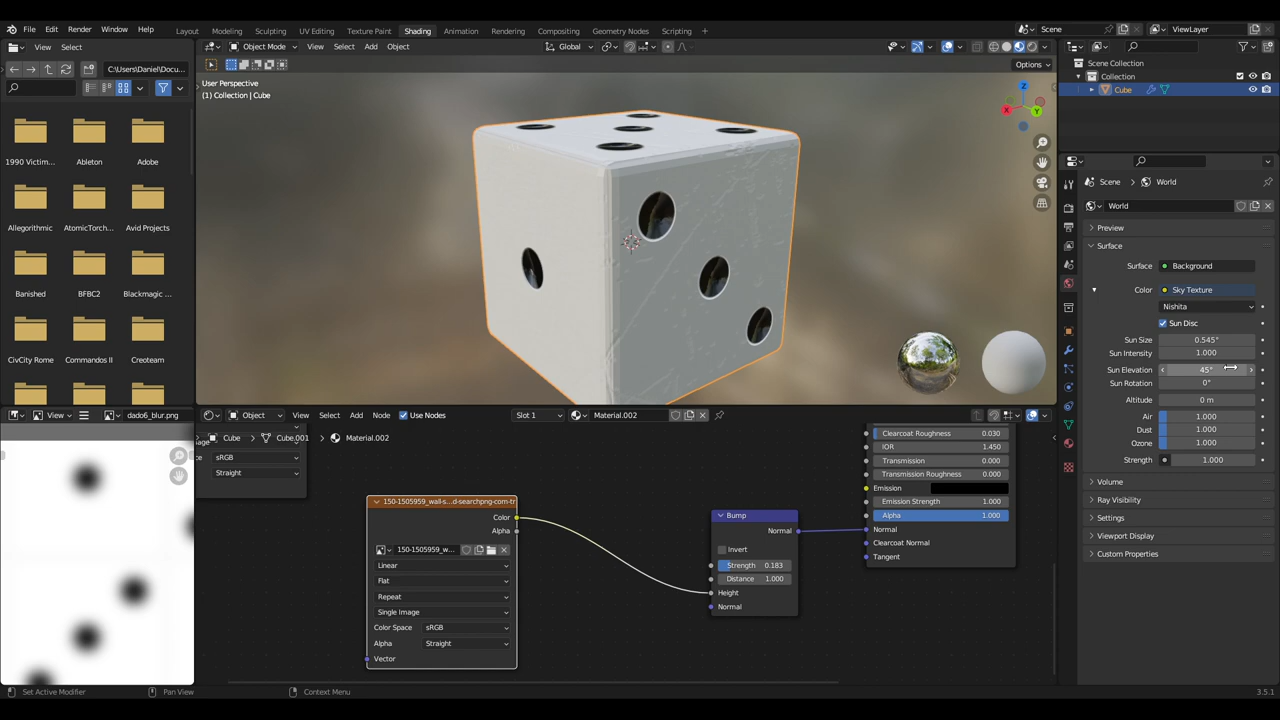 File Edit Render Window Help Layout Modeling Sculpting UV Editing Texture Paint Shading Animation Rendering Compositing Geometry Nodes Scripting + Scene ViewLayer
View Select
Object Mode View Select Add Object Global
C:\Users\Daniel\Docu...
Options
User Perspective
(1) Collection | Cube
Scene Collection
Collection
Cube
1990 Victim... Ableton Adobe
Allegorithmic AtomicTorch... Avid Projects
Banished BFBC2 Blackmagic ...
CivCity Rome Commandos II Croteam
X Y Z
Scene World
World
Preview
Surface
Surface Background
Color Sky Texture
Nishita
Sun Disc
Sun Size 0.545°
Sun Intensity 1.000
Sun Elevation 45°
Sun Rotation 0°
Altitude 0 m
Air 1.000
Dust 1.000
Ozone 1.000
Strength 1.000
Volume
Ray Visibility
Settings
Viewport Display
Custom Properties
View dado6_blur.png
Object View Select Add Node Use Nodes Slot 1 Material.002
Cube Cube.001 Material.002
sRGB
Straight
150-1505959_wall-s...d-searchpng-com-tr
Color
Alpha
150-1505959_w...
Linear
Flat
Repeat
Single Image
Color Space sRGB
Alpha Straight
Vector
Bump
Normal
Invert
Strength 0.183
Distance 1.000
Height
Normal
Clearcoat Roughness 0.030
IOR 1.450
Transmission 0.000
Transmission Roughness 0.000
Emission
Emission Strength 1.000
Alpha 1.000
Normal
Clearcoat Normal
Tangent
Set Active Modifier Pan View Context Menu 3.5.1